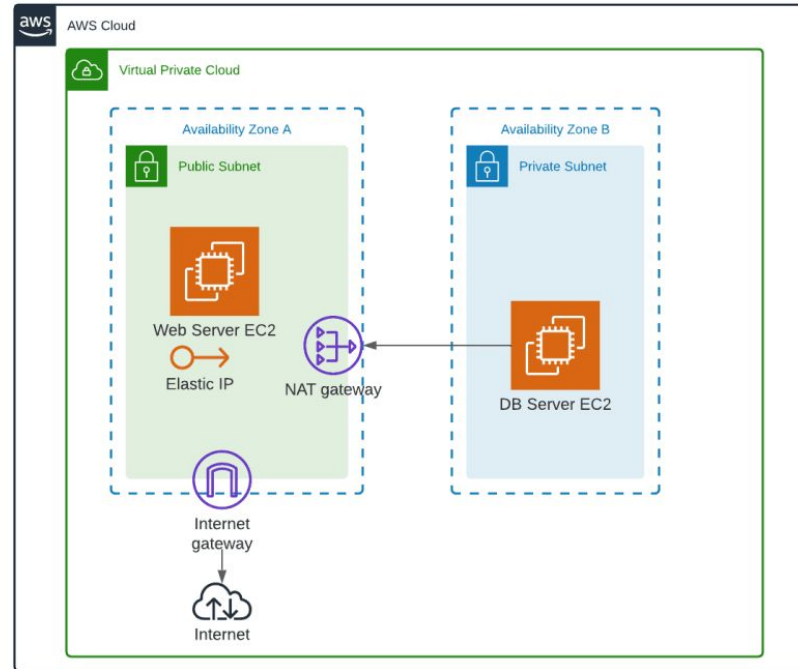 aws
AWS Cloud
Virtual Private Cloud
Availability Zone A
Public Subnet
Web Server EC2
Elastic IP
NAT gateway
Internet
gateway
Internet
Availability Zone B
Private Subnet
DB Server EC2